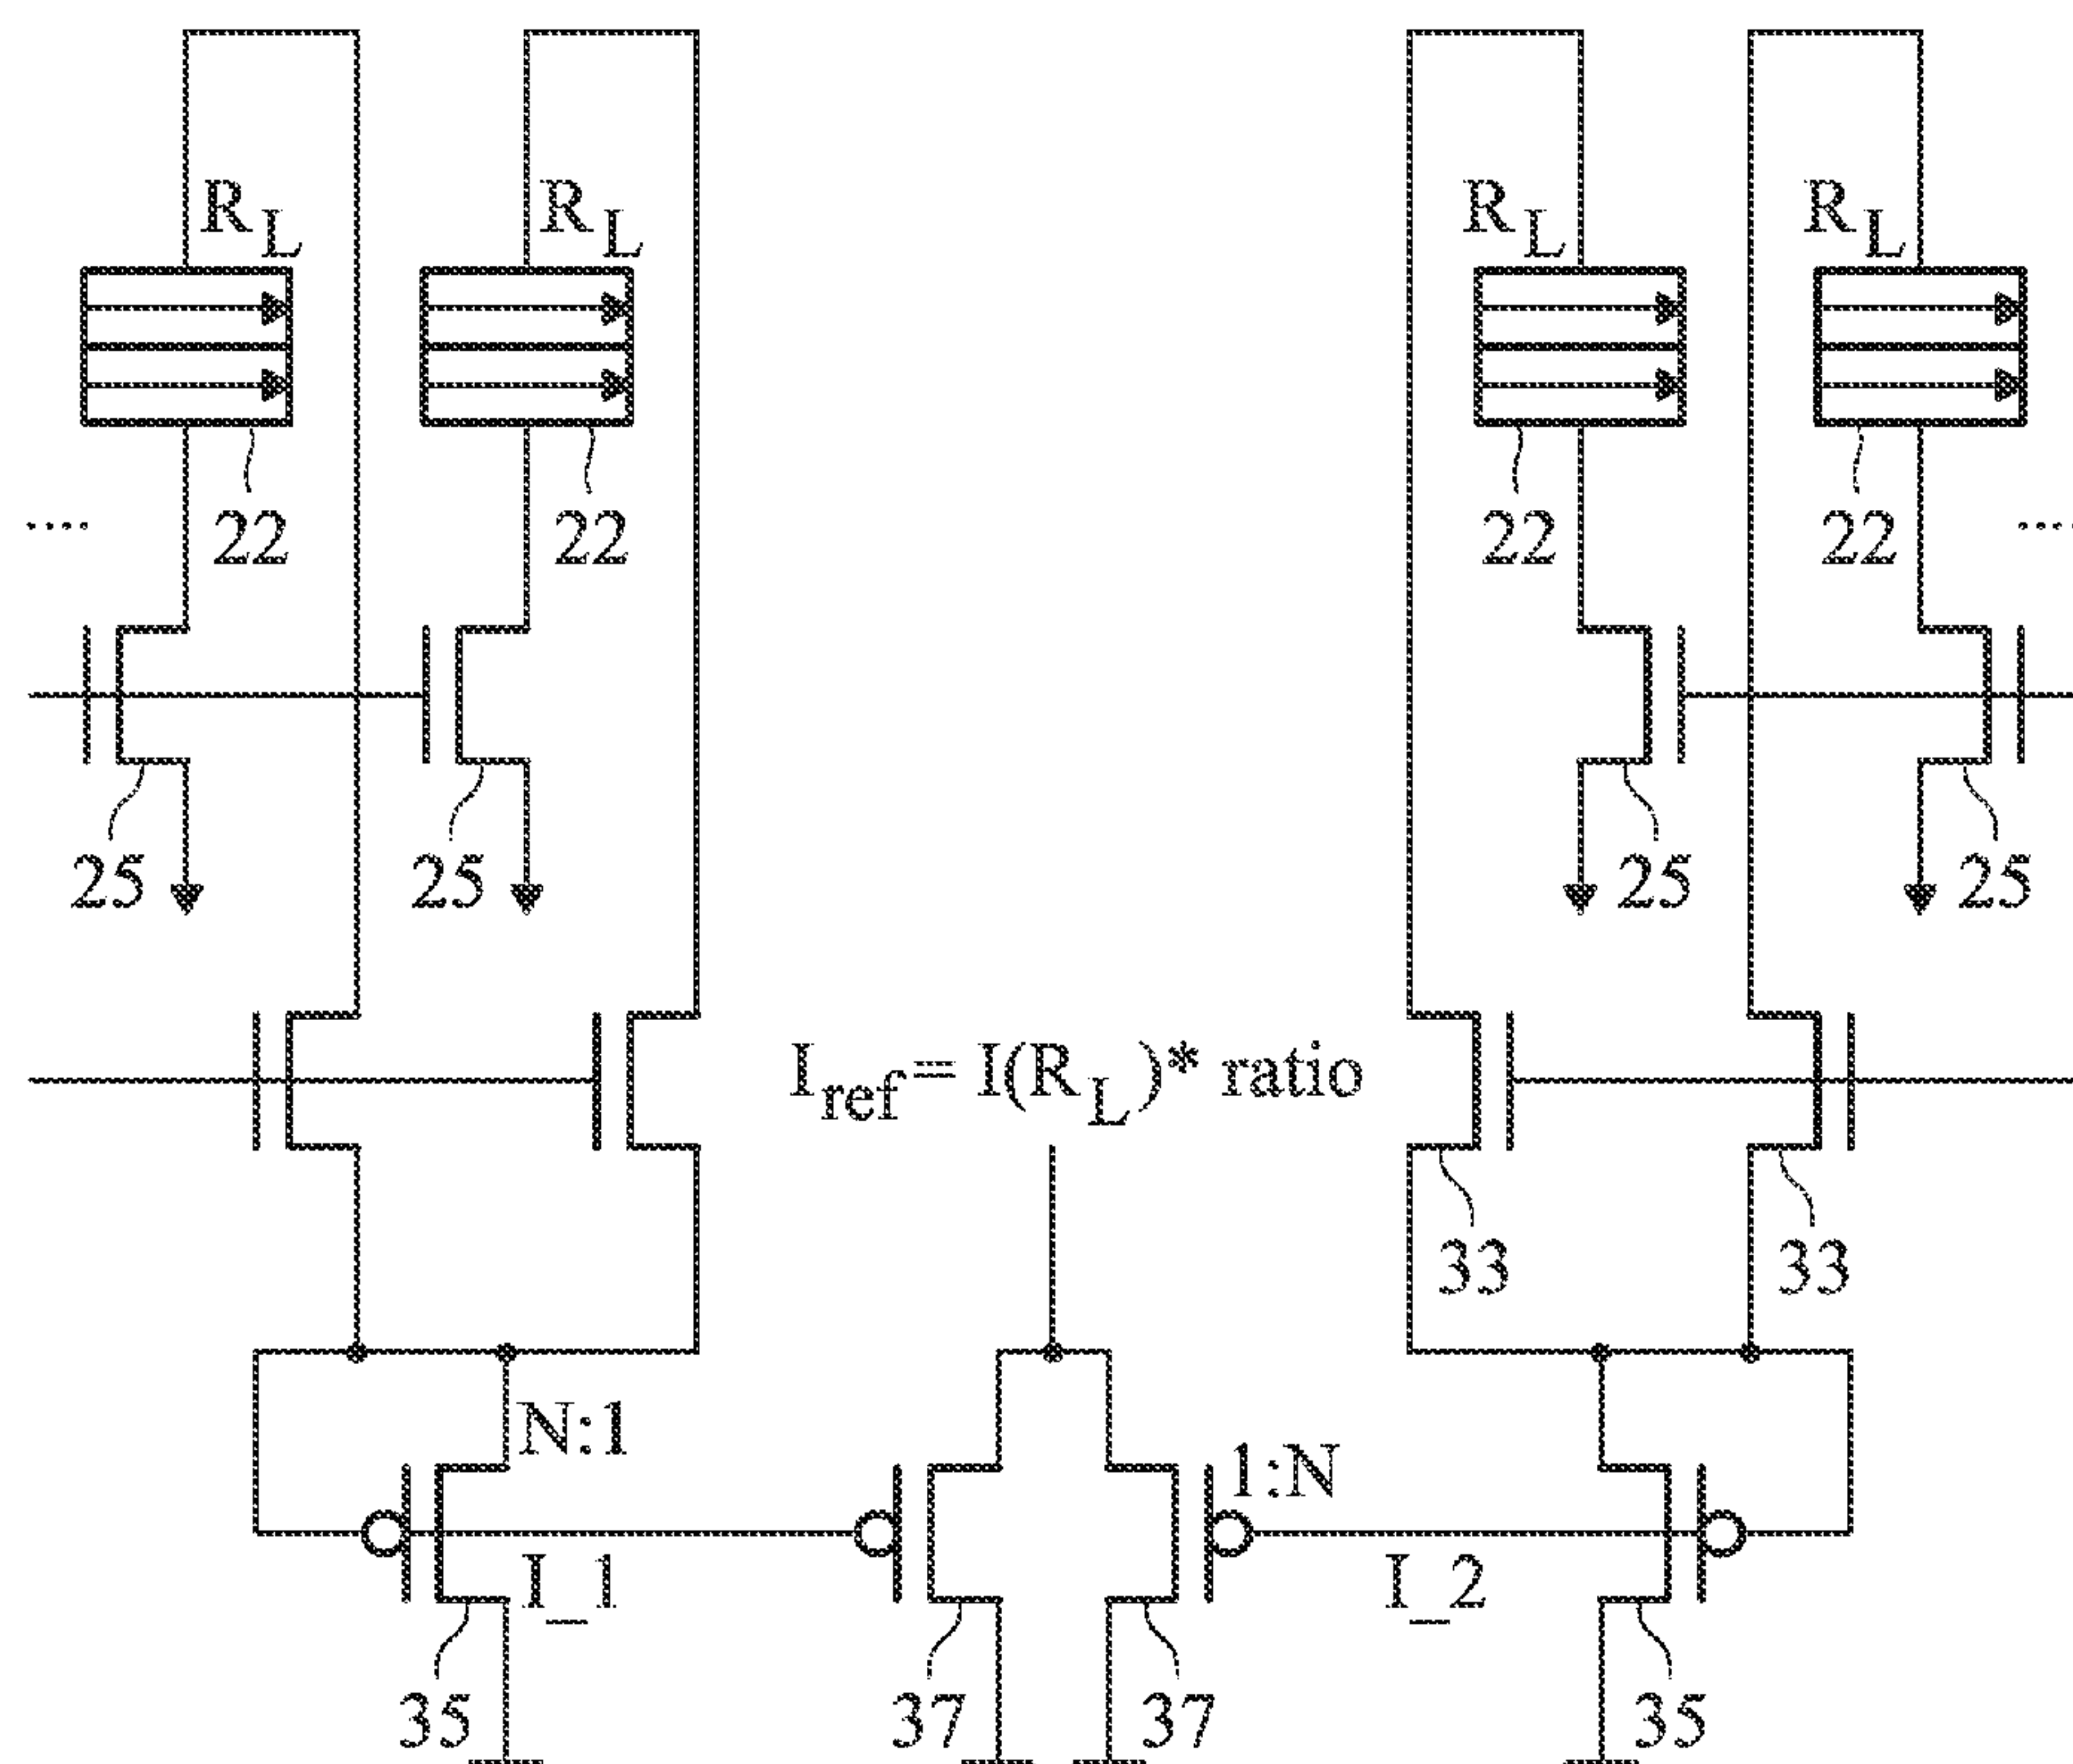 R_L R_L R_L R_L
.... 22 22 22 22 ....
25 25 25 25
I_ref = I(R_L)* ratio
33 33
N:1
1:N
I_1 I_2
35 37 37 35